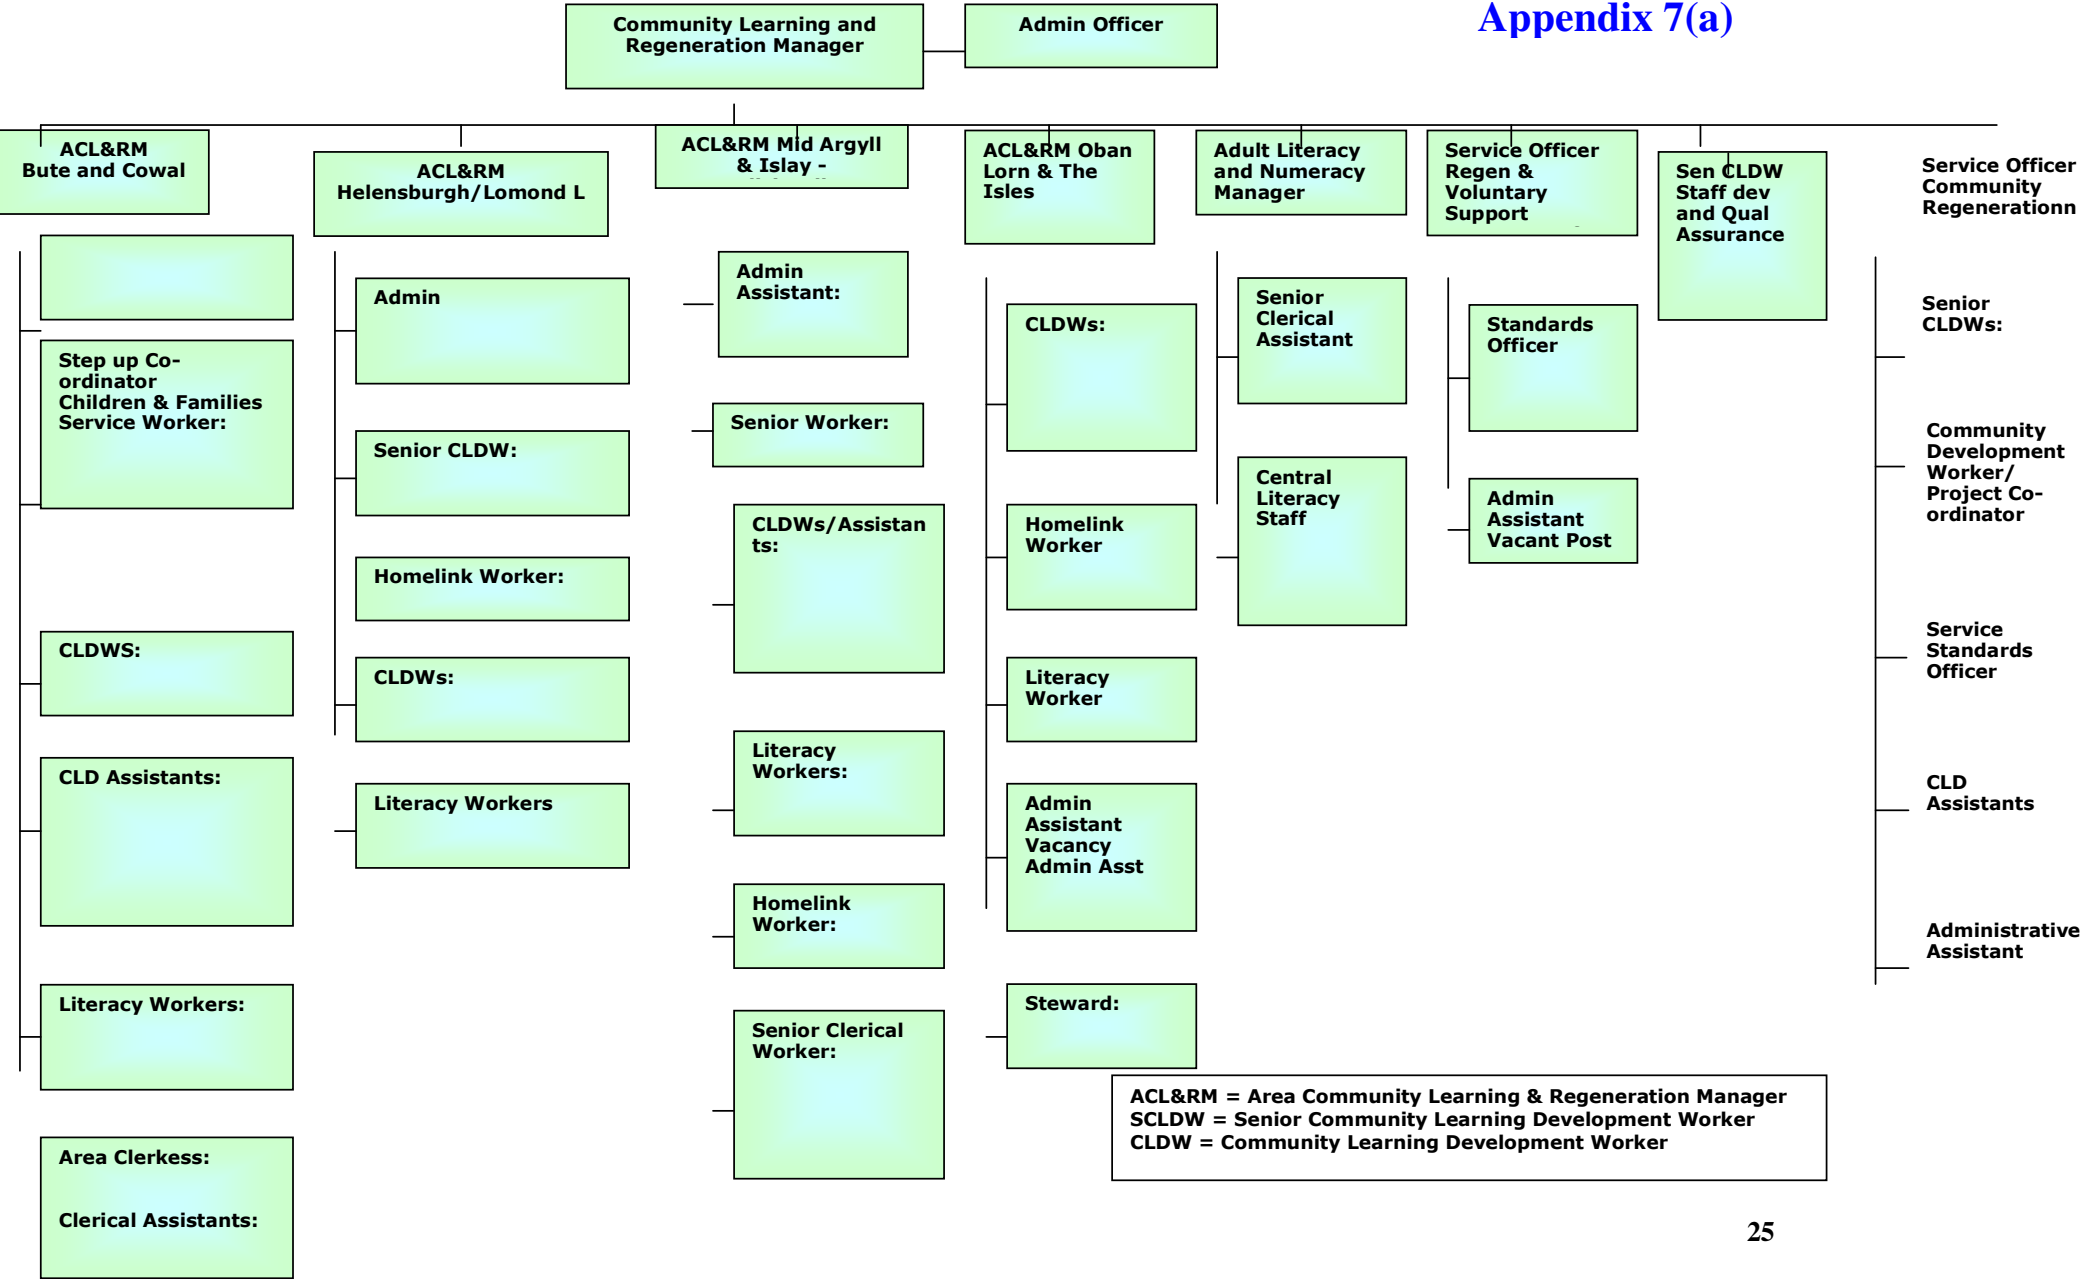 Appendix 7(a)
Community Learning and
Regeneration Manager
Admin Officer
ACL&RM
Bute and Cowal
ACL&RM
Helensburgh/Lomond L
ACL&RM Mid Argyll
& Islay -
ACL&RM Oban
Lorn & The
Isles
Adult Literacy
and Numeracy
Manager
Service Officer
Regen &
Voluntary
Support
Sen CLDW
Staff dev
and Qual
Assurance
Service Officer
Community
Regenerationn
Step up Co-
ordinator
Children & Families
Service Worker:
CLDWS:
CLD Assistants:
Literacy Workers:
Area Clerkess:
Clerical Assistants:
Admin
Senior CLDW:
Homelink Worker:
CLDWs:
Literacy Workers
Admin
Assistant:
Senior Worker:
CLDWs/Assistan
ts:
Literacy
Workers:
Homelink
Worker:
Senior Clerical
Worker:
CLDWs:
Homelink
Worker
Literacy
Worker
Admin
Assistant
Vacancy
Admin Asst
Steward:
Senior
Clerical
Assistant
Central
Literacy
Staff
Standards
Officer
Admin
Assistant
Vacant Post
Senior
CLDWs:
Community
Development
Worker/
Project Co-
ordinator
Service
Standards
Officer
CLD
Assistants
Administrative
Assistant
ACL&RM = Area Community Learning & Regeneration Manager
SCLDW = Senior Community Learning Development Worker
CLDW = Community Learning Development Worker
25